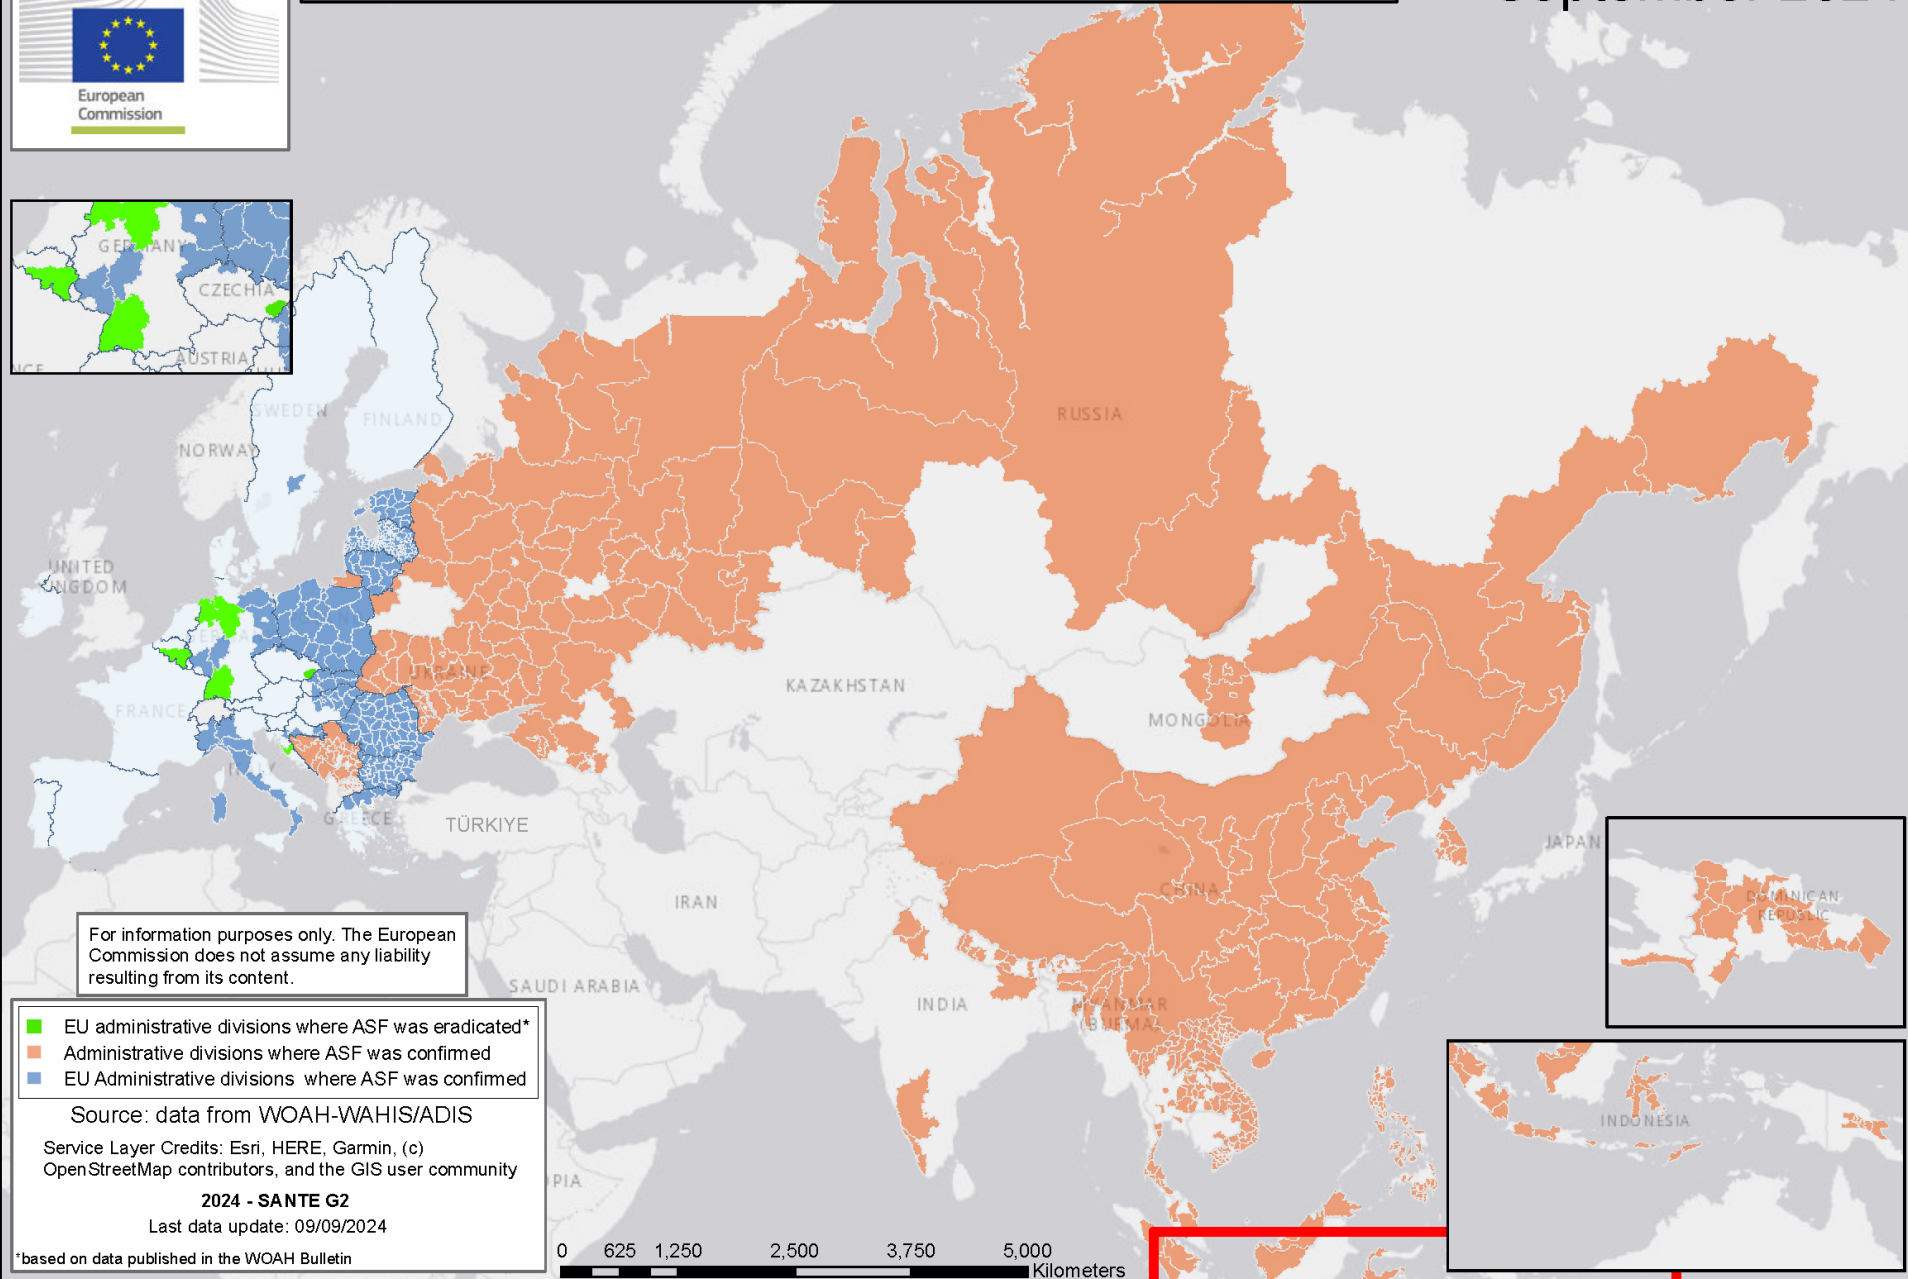 European
Commission
GERMANY
CZECHIA
AUSTRIA
SWEDEN
FINLAND
NORWAY
RUSSIA
UNITED
KINGDOM
UKRAINE
KAZAKHSTAN
FRANCE
MONGOLIA
ITALY
GREECE
TÜRKIYE
JAPAN
IRAN
CHINA
DOMINICAN
REPUBLIC
For information purposes only. The European
Commission does not assume any liability
resulting from its content.
SAUDI ARABIA
INDIA
MYANMAR
(BURMA)
EU administrative divisions where ASF was eradicated*
Administrative divisions where ASF was confirmed
EU Administrative divisions where ASF was confirmed
Source: data from WOAH-WAHIS/ADIS
Service Layer Credits: Esri, HERE, Garmin, (c)
OpenStreetMap contributors, and the GIS user community
2024 - SANTE G2
Last data update: 09/09/2024
*based on data published in the WOAH Bulletin
INDONESIA
OPIA
0 625 1,250 2,500 3,750 5,000
Kilometers